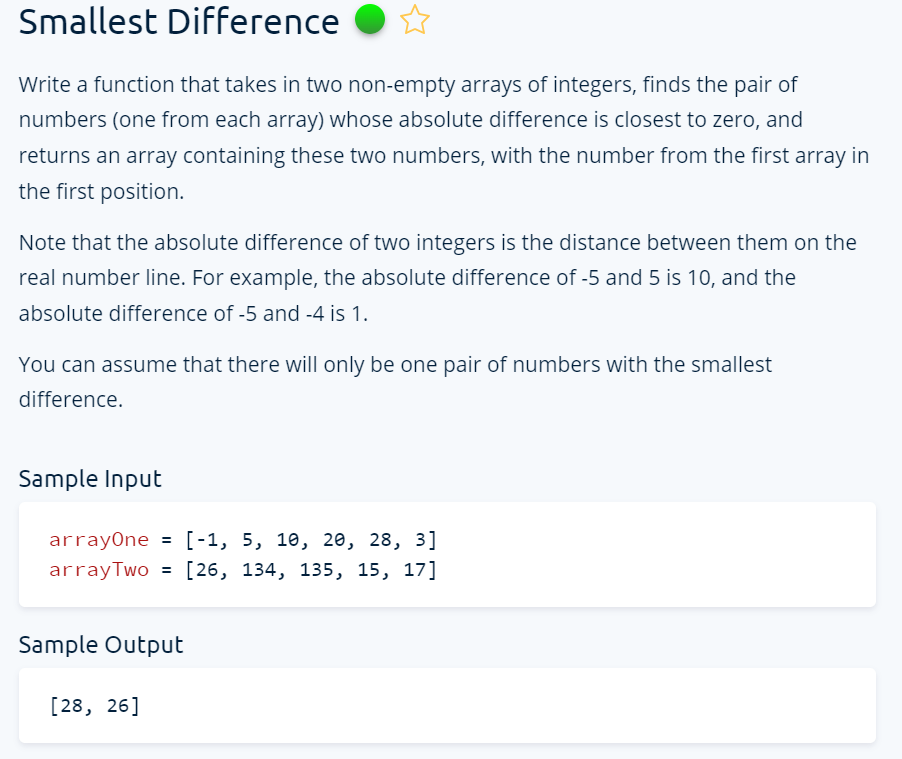 Smallest Difference
Write a function that takes in two non-empty arrays of integers, finds the pair of
numbers (one from each array) whose absolute difference is closest to zero, and
returns an array containing these two numbers, with the number from the first array in
the first position.
Note that the absolute difference of two integers is the distance between them on the
real number line. For example, the absolute difference of -5 and 5 is 10, and the
absolute difference of -5 and -4 is 1.
You can assume that there will only be one pair of numbers with the smallest
difference.
Sample Input
arrayOne = [-1, 5, 10, 20, 28, 3]
arrayTwo = [26, 134, 135, 15, 17]
Sample Output
[28, 26]